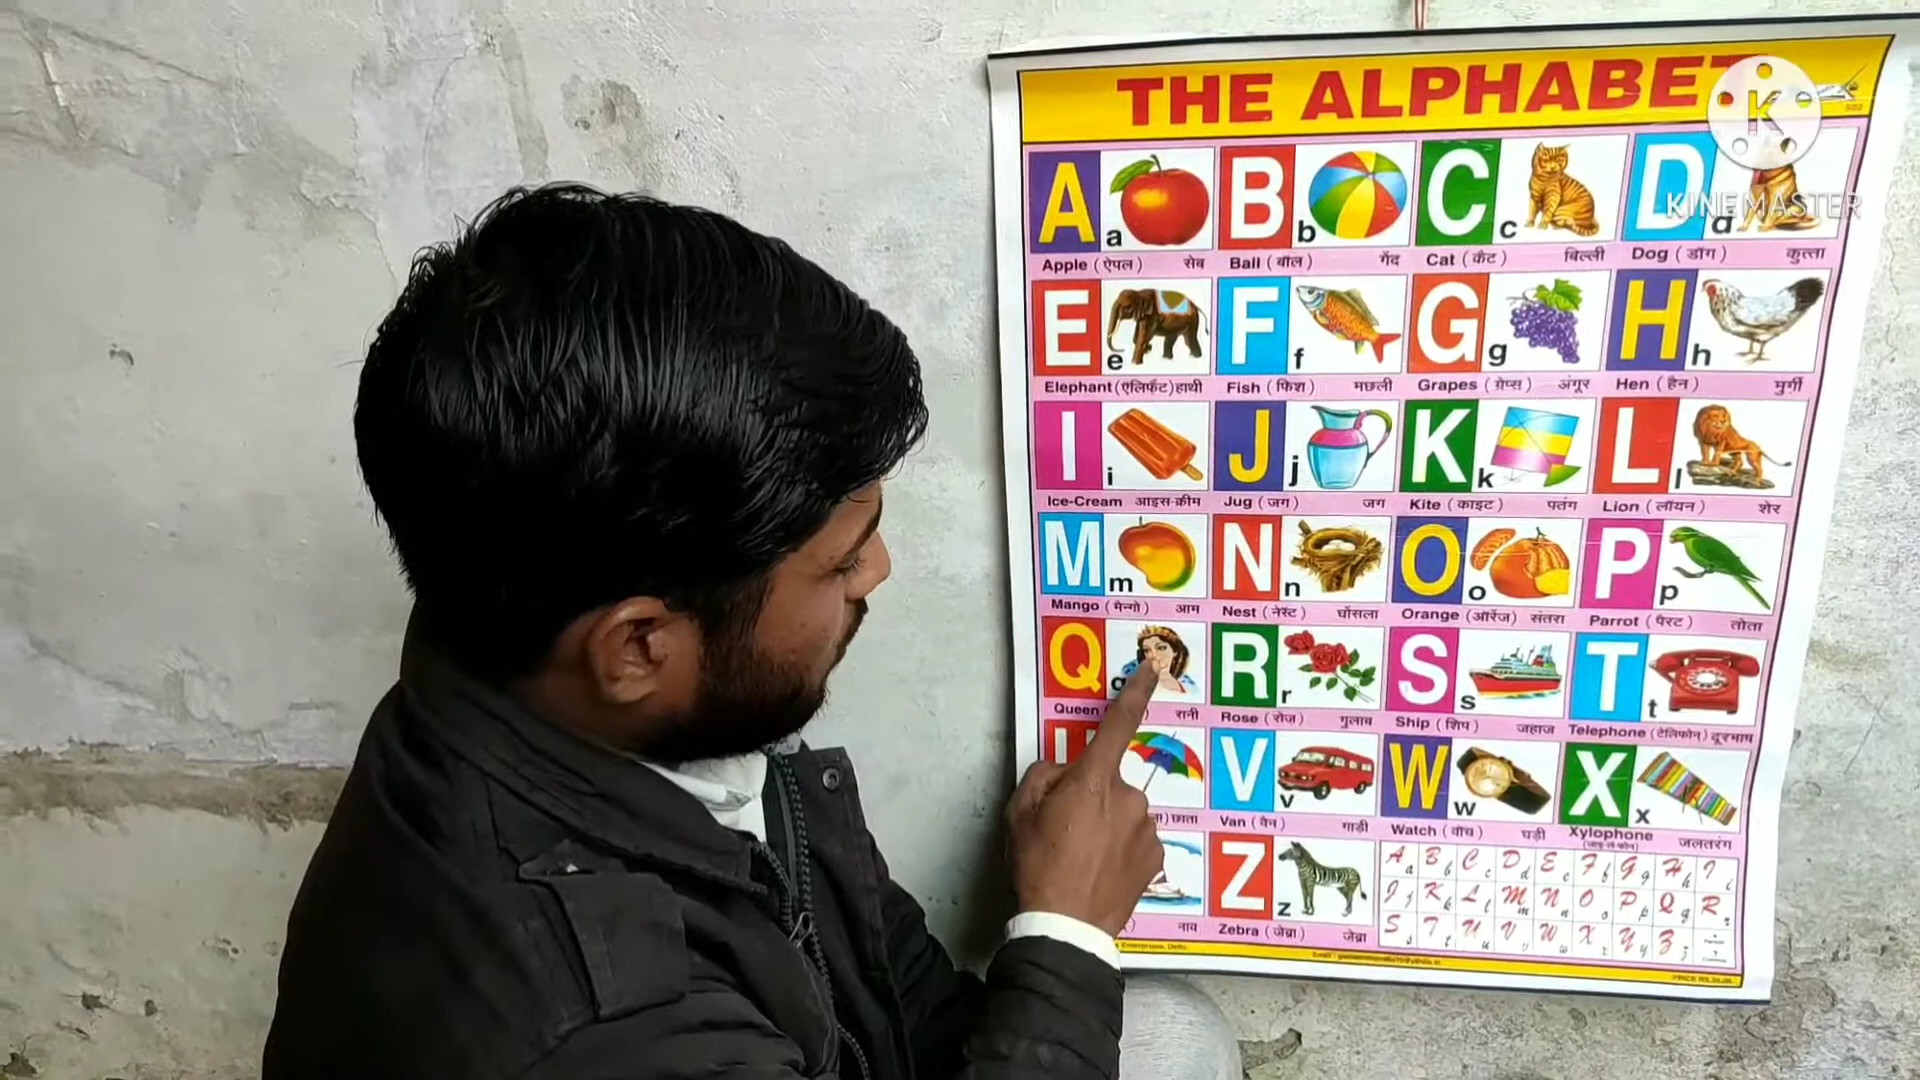 THE ALPHABET
K
KINEMASTER
A a B b C c D d
Apple (ऐपल) सेब Ball (बॉल) गेंद Cat (कैट) बिल्ली Dog (डॉग) कुत्ता
E e F f G g H h
Elephant (एलिफैंट) हाथी Fish (फिश) मछली Grapes (ग्रेप्स) अंगूर Hen (हैन) मुर्गी
I i J j K k L l
Ice-Cream आइस-क्रीम Jug (जग) जग Kite (काइट) पतंग Lion (लॉयन) शेर
M m N n O o P p
Mango (मैन्गो) आम Nest (नेस्ट) घोंसला Orange (ऑरेंज) संतरा Parrot (पैरट) तोता
Q q R r S s T t
Queen रानी Rose (रोज) गुलाब Ship (शिप) जहाज Telephone (टेलिफोन) दूरभाष
U V v W w X x
छाता Van (वैन) गाड़ी Watch (वॉच) घड़ी Xylophone जलतरंग
Z z
नाव Zebra (जेब्रा) जेब्रा
A a B b C c D d E e F f G g H h I i
J j K k L l M m N n O o P p Q q R r
S s T t U u V v W w X x Y y Z z